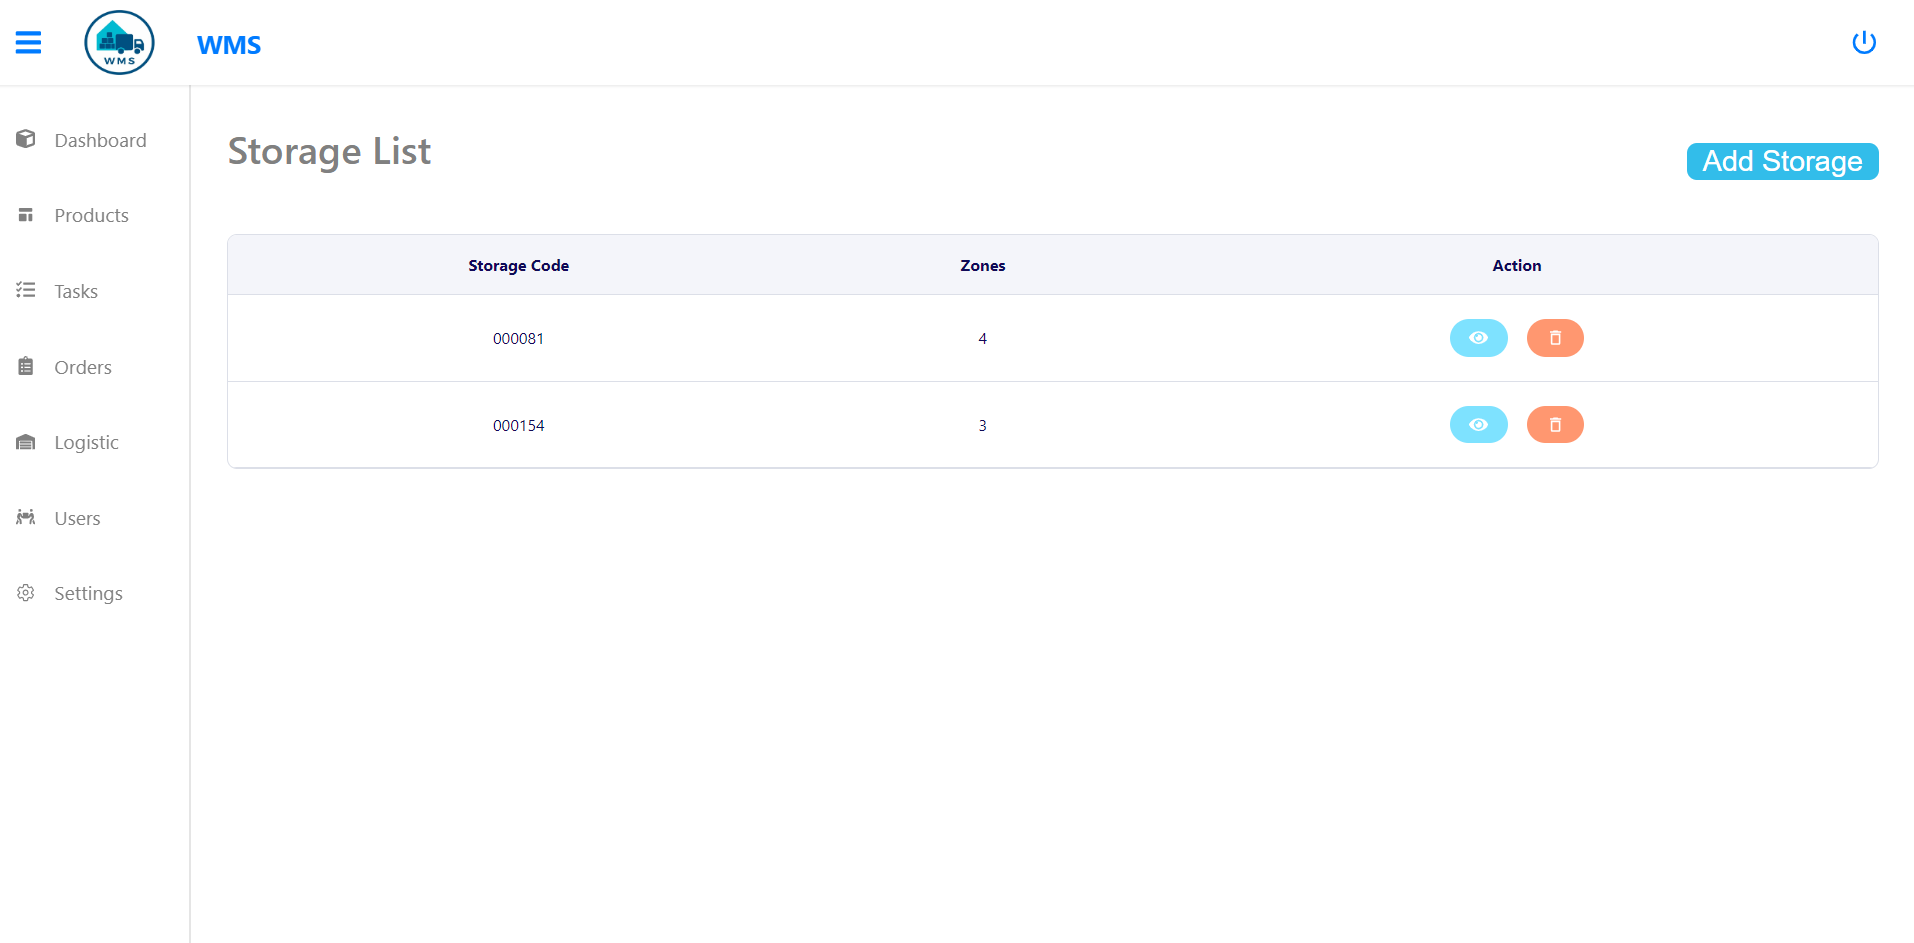 WMS
WMS
Dashboard
Products
Tasks
Orders
Logistic
Users
Settings
Storage List
Add Storage
Storage Code Zones Action
000081 4
000154 3